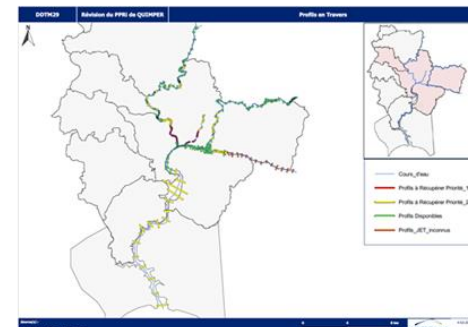 DDTM29
Révision du PPRI de QUIMPER
Profils en Travers
N
Cours_d'eau
Profils à Récupérer Priorité_1
Profils à Récupérer Priorité_2
Profils Disponibles
Profils_JET_inconnus